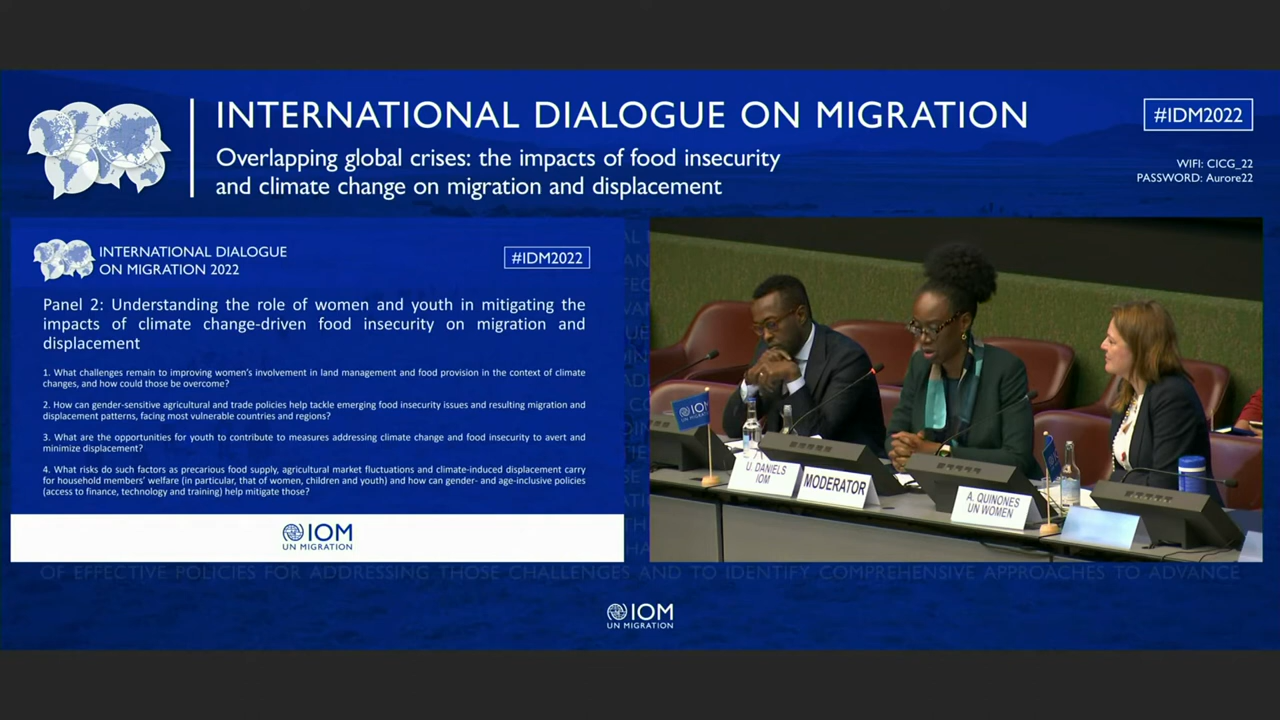 INTERNATIONAL DIALOGUE ON MIGRATION
Overlapping global crises: the impacts of food insecurity
and climate change on migration and displacement
#IDM2022
WIFI: CICG_22
PASSWORD: Aurore22
INTERNATIONAL DIALOGUE
ON MIGRATION 2022
#IDM2022
Panel 2: Understanding the role of women and youth in mitigating the
impacts of climate change-driven food insecurity on migration and
displacement
1. What challenges remain to improving women's involvement in land management and food provision in the context of climate
changes, and how could those be overcome?
2. How can gender-sensitive agricultural and trade policies help tackle emerging food insecurity issues and resulting migration and
displacement patterns, facing most vulnerable countries and regions?
3. What are the opportunities for youth to contribute to measures addressing climate change and food insecurity to avert and
minimize displacement?
4. What risks do such factors as precarious food supply, agricultural market fluctuations and climate-induced displacement carry
for household members' welfare (in particular, that of women, children and youth) and how can gender- and age-inclusive policies
(access to finance, technology and training) help mitigate those?
IOM
UN MIGRATION
IOM
U. DANIELS
IOM
MODERATOR
A. QUINONES
UN WOMEN
OF EFFECTIVE POLICIES FOR ADDRESSING THOSE CHALLENGES AND TO IDENTIFY COMPREHENSIVE APPROACHES TO ADVANCE
IOM
UN MIGRATION